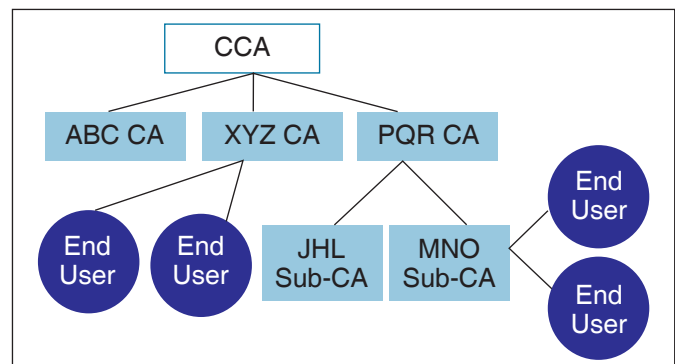 CCA
ABC CA
XYZ CA
PQR CA
End
User
End
User
JHL
Sub-CA
MNO
Sub-CA
End
User
End
User